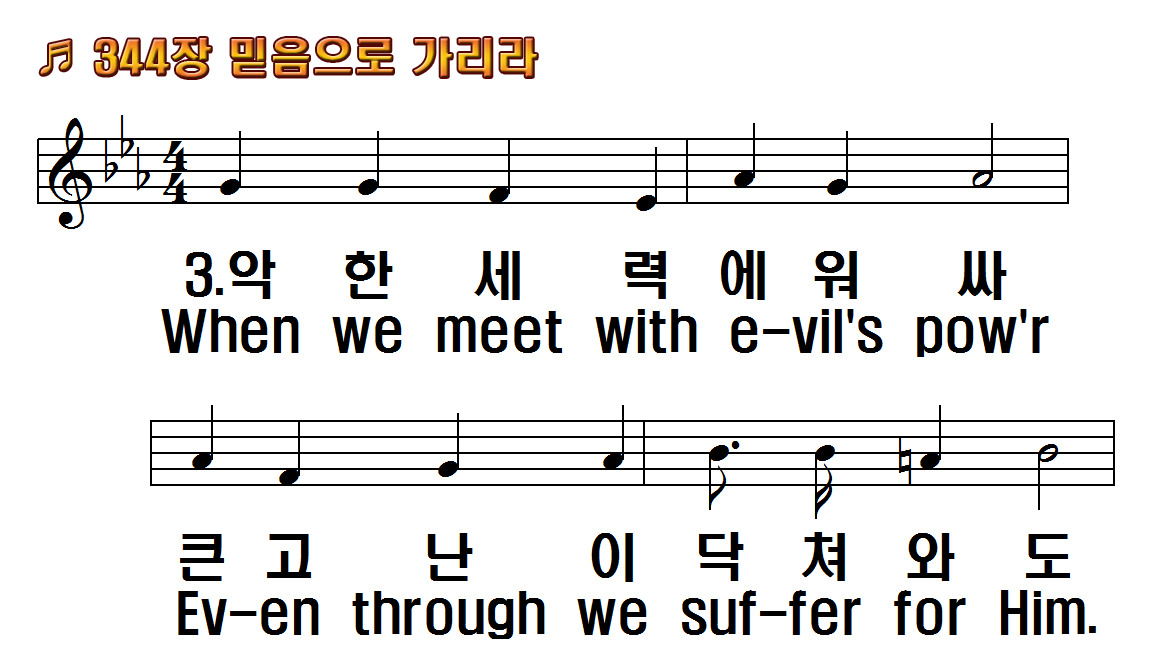 ♬ 344장 믿음으로 가리라
3.악 한 세 력 에 워 싸
When we meet with e-vil's pow'r
큰 고 난 이 닥 쳐 와 도
Ev-en through we suf-fer for Him.